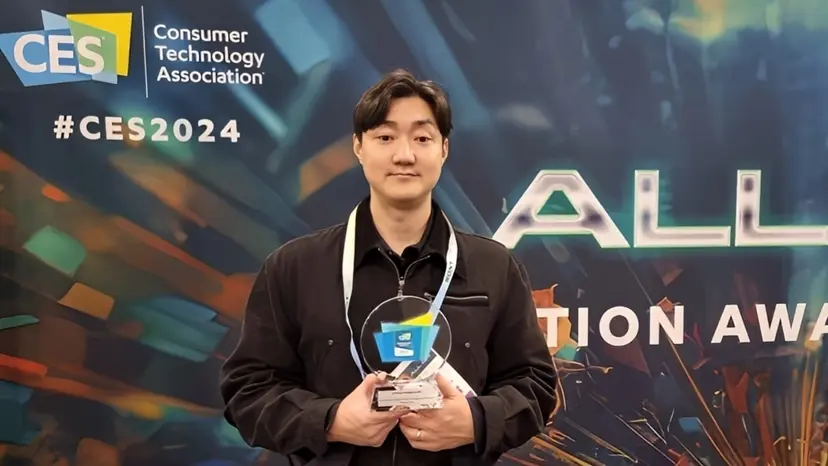 CES
Consumer
Technology
Association
#CES2024
ALL
TION AWA